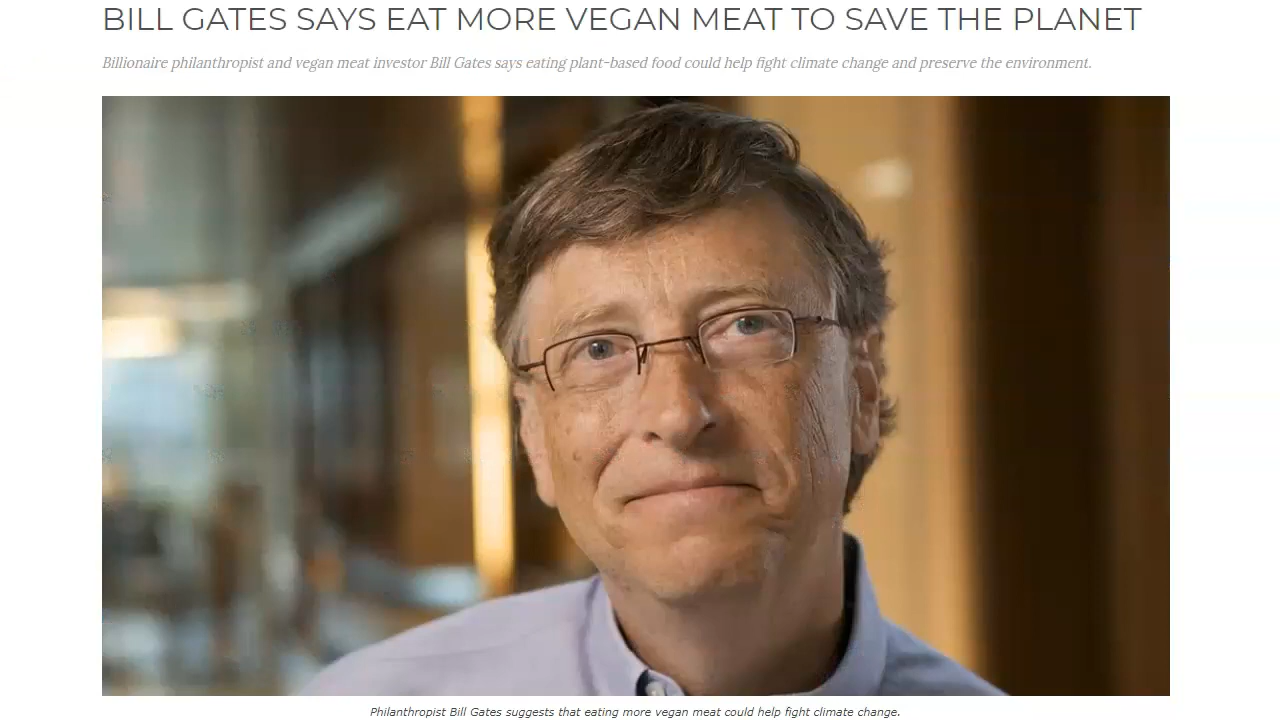 BILL GATES SAYS EAT MORE VEGAN MEAT TO SAVE THE PLANET
Billionaire philanthropist and vegan meat investor Bill Gates says eating plant-based food could help fight climate change and preserve the environment.
Philanthropist Bill Gates suggests that eating more vegan meat could help fight climate change.